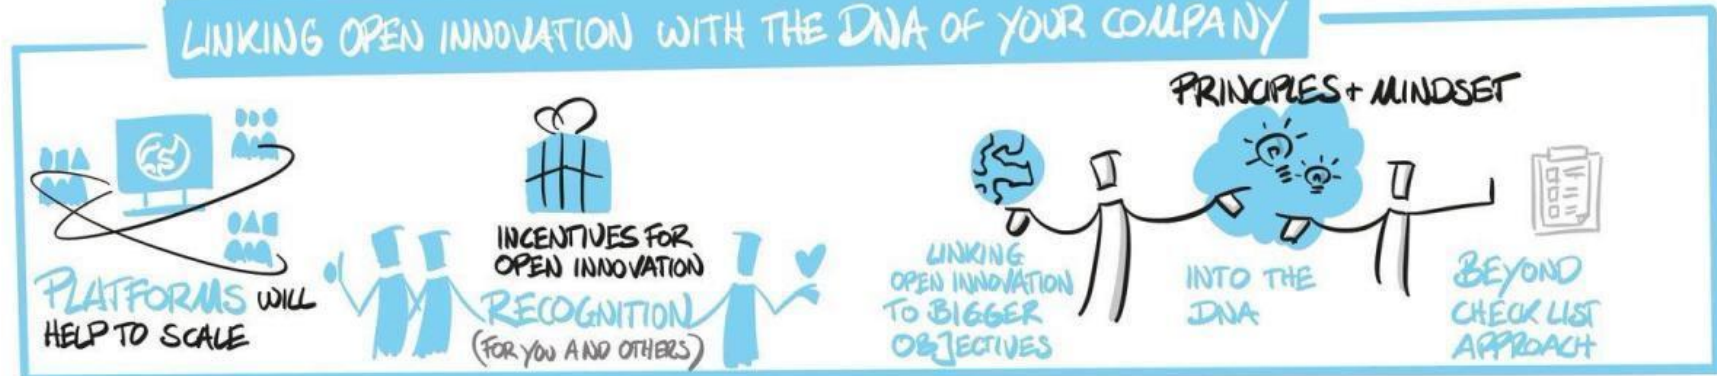 LINKING OPEN INNOVATION WITH THE DNA OF YOUR COMPANY
PLATFORMS WILL
HELP TO SCALE
INCENTIVES FOR
OPEN INNOVATION
RECOGNITION
(FOR YOU AND OTHERS)
LINKING
OPEN INNOVATION
TO BIGGER
OBJECTIVES
PRINCIPLES + MINDSET
INTO THE
DNA
BEYOND
CHECK LIST
APPROACH